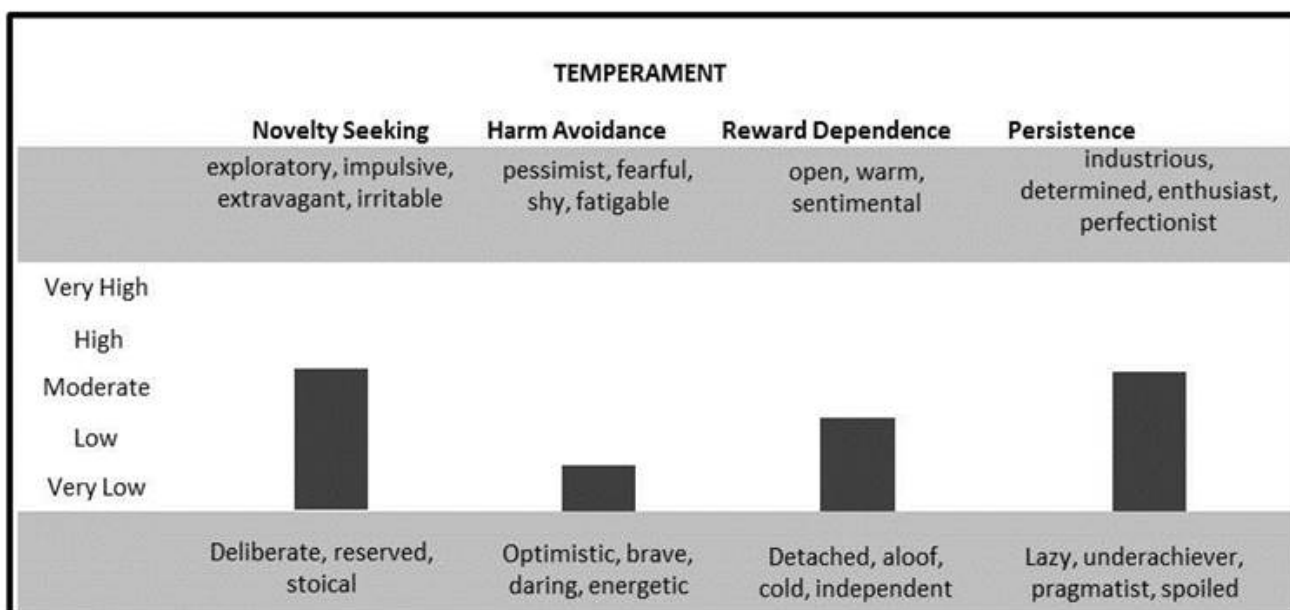 TEMPERAMENT
Novelty Seeking Harm Avoidance Reward Dependence Persistence
exploratory, impulsive,
extravagant, irritable
pessimist, fearful,
shy, fatigable
open, warm,
sentimental
industrious,
determined, enthusiast,
perfectionist
Very High
High
Moderate
Low
Very Low
Deliberate, reserved,
stoical
Optimistic, brave,
daring, energetic
Detached, aloof,
cold, independent
Lazy, underachiever,
pragmatist, spoiled